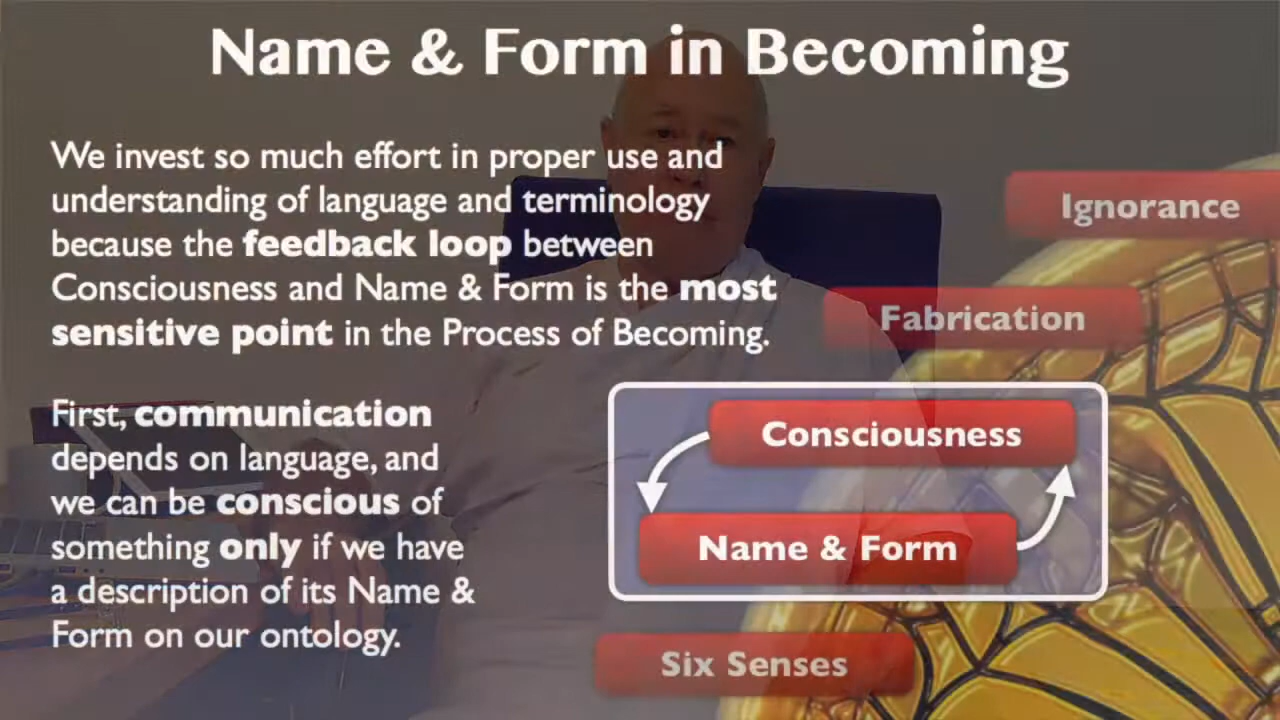 Name & Form in Becoming
We invest so much effort in proper use and
understanding of language and terminology
because the feedback loop between
Consciousness and Name & Form is the most
sensitive point in the Process of Becoming.
First, communication
depends on language, and
we can be conscious of
something only if we have
a description of its Name &
Form on our ontology.
Ignorance
Fabrication
Consciousness
Name & Form
Six Senses